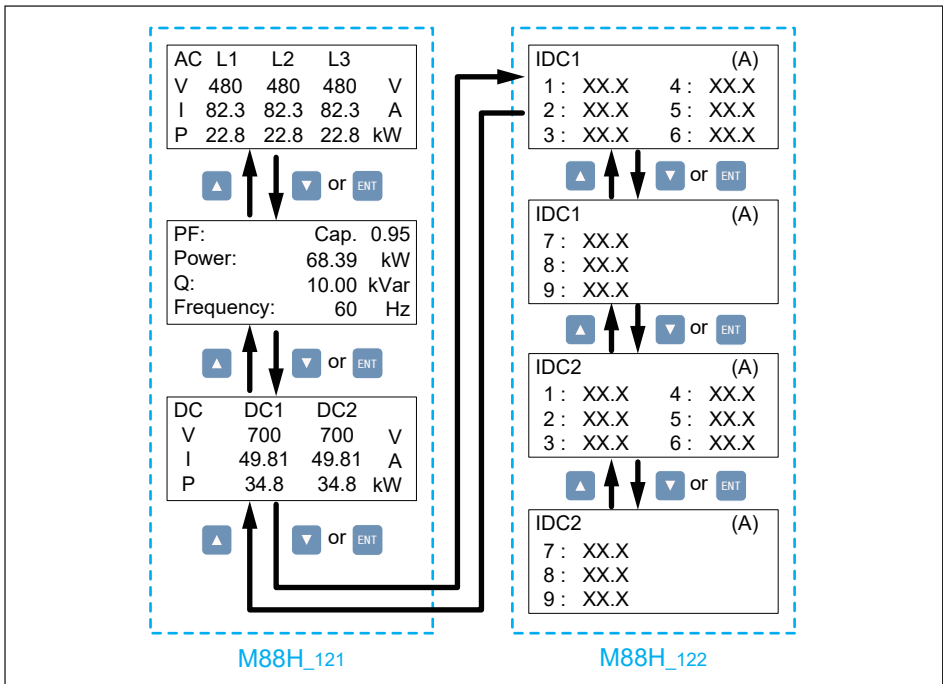 AC L1 L2 L3
V 480 480 480 V
I 82.3 82.3 82.3 A
P 22.8 22.8 22.8 kW
▲ ▼ or ENT
PF: Cap. 0.95
Power: 68.39 kW
Q: 10.00 kVar
Frequency: 60 Hz
▲ ▼ or ENT
DC DC1 DC2
V 700 700 V
I 49.81 49.81 A
P 34.8 34.8 kW
▲ ▼ or ENT
M88H_121
IDC1 (A)
1 : XX.X 4 : XX.X
2 : XX.X 5 : XX.X
3 : XX.X 6 : XX.X
▲ ▼ or ENT
IDC1 (A)
7 : XX.X
8 : XX.X
9 : XX.X
▲ ▼ or ENT
IDC2 (A)
1 : XX.X 4 : XX.X
2 : XX.X 5 : XX.X
3 : XX.X 6 : XX.X
▲ ▼ or ENT
IDC2 (A)
7 : XX.X
8 : XX.X
9 : XX.X
M88H_122